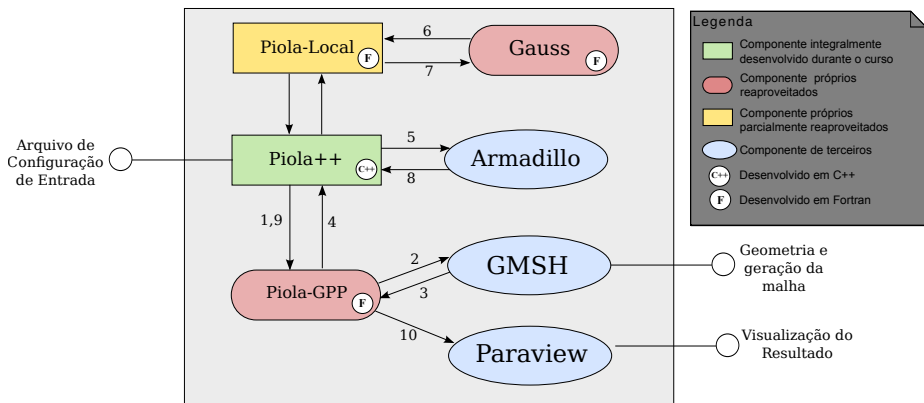 Piola-Local
F
6
7
Gauss
F
Arquivo de
Configuração
de Entrada
Piola++
C++
5
8
Armadillo
1,9
4
Piola-GPP
F
2
3
GMSH
10
Paraview
Geometria e
geração da
malha
Visualização do
Resultado
Legenda
Componente integralmente
desenvolvido durante o curso
Componente próprios
reaproveitados
Componente próprios
parcialmente reaproveitados
Componente de terceiros
C++
Desenvolvido em C++
F
Desenvolvido em Fortran